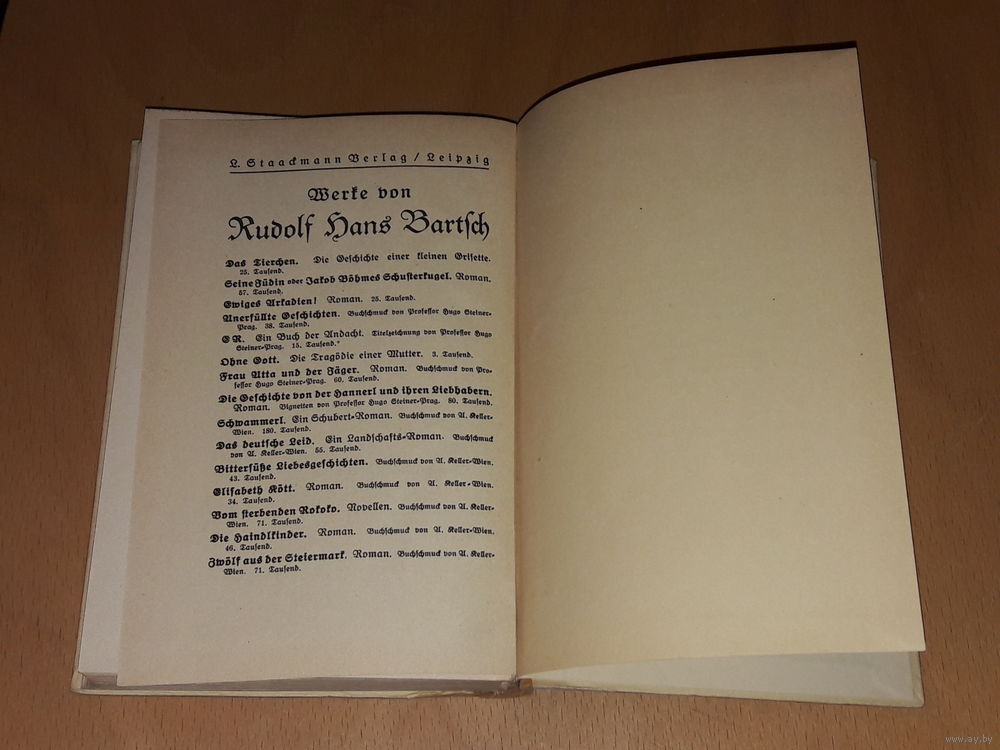 L. Staackmann Verlag / Leipzig
Werke von
Rudolf Hans Bartsch
Das Tierchen. Die Geschichte einer kleinen Grisette.
25. Tausend.
Seine Jüdin oder Jakob Böhmes Schusterkugel. Roman.
57. Tausend.
Ewiges Arkadien! Roman. 25. Tausend.
Unerfüllte Geschichten. Buchschmuck von Professor Hugo Steiner-
Prag. 38. Tausend.
ER. Ein Buch der Andacht. Titelzeichnung von Professor Hugo
Steiner-Prag. 15. Tausend.
Ohne Gott. Die Tragödie einer Mutter. 3. Tausend.
Frau Utta und der Jäger. Roman. Buchschmuck von Pro-
fessor Hugo Steiner-Prag. 60. Tausend.
Die Geschichte von der Hannerl und ihren Liebhabern.
Roman. Vignetten von Professor Hugo Steiner-Prag. 80. Tausend.
Schwammerl. Ein Schubert-Roman. Buchschmuck von A. Keller-
Wien. 180. Tausend.
Das deutsche Leid. Ein Landschafts-Roman. Buchschmuck
von A. Keller-Wien. 55. Tausend.
Bittersüße Liebesgeschichten. Buchschmuck von A. Keller-Wien.
43. Tausend.
Elisabeth Kött. Roman. Buchschmuck von A. Keller-Wien.
34. Tausend.
Vom sterbenden Rokoko. Novellen. Buchschmuck von A. Keller-
Wien. 71. Tausend.
Die Haindlkinder. Roman. Buchschmuck von A. Keller-Wien.
46. Tausend.
Zwölf aus der Steiermark. Roman. Buchschmuck von A. Keller-
Wien. 71. Tausend.
www.ay.by